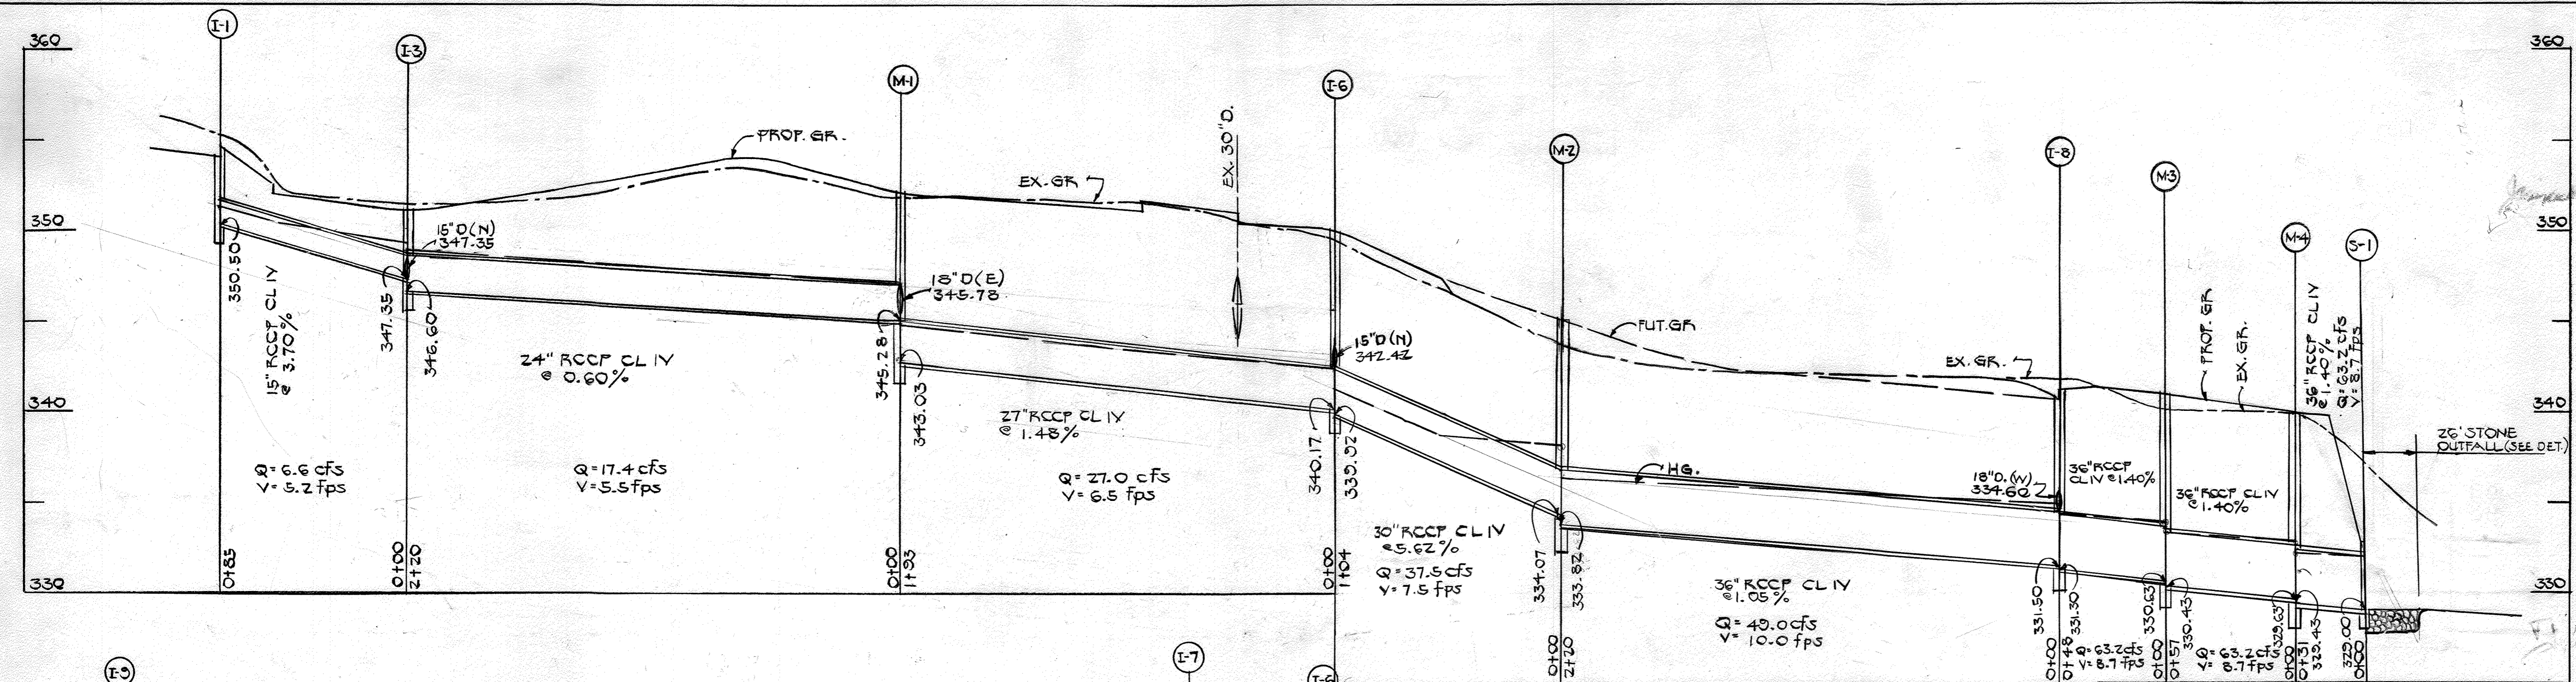 I-1
I-3
M-1
I-6
M-2
I-8
M-3
M-4
S-1
360
350
340
330
360
350
340
330
PROP. GR.
EX. GR
EX. 30" D.
FUT. GR
EX. GR.
PROP. GR
EX. GR.
HG.
15" D (N)
347.35
18" D (E)
345.78
15" D (N)
342.42
18" D. (W)
334.60
350.50
15" RCCP CL IV
@ 3.70%
347.35
346.60
24" RCCP CL IV
@ 0.60%
345.28
343.03
27" RCCP CL IV
@ 1.48%
340.17
339.92
30" RCCP CL IV
@ 5.62%
Q = 37.5 cfs
V = 7.5 fps
334.07
333.82
36" RCCP CL IV
@ 1.05%
Q = 49.0 cfs
V = 10.0 fps
36" RCCP
CL IV @ 1.40%
36" RCCP CL IV
@ 1.40%
36" RCCP CL IV
@ 1.40%
Q = 63.2 cfs
V = 8.7 fps
26' STONE
OUTFALL (SEE DET.)
Q = 6.6 cfs
V = 5.2 fps
Q = 17.4 cfs
V = 5.5 fps
Q = 27.0 cfs
V = 6.5 fps
331.50
331.30
330.63
330.43
329.63
329.43
329.00
0+85
0+00
2+20
0+00
1+93
0+00
1+04
0+00
2+20
0+00
0+48
Q = 63.2 cfs
V = 8.7 fps
0+00
0+57
Q = 63.2 cfs
V = 8.7 fps
0+00
0+31
0+00
I-9
I-7
I-6